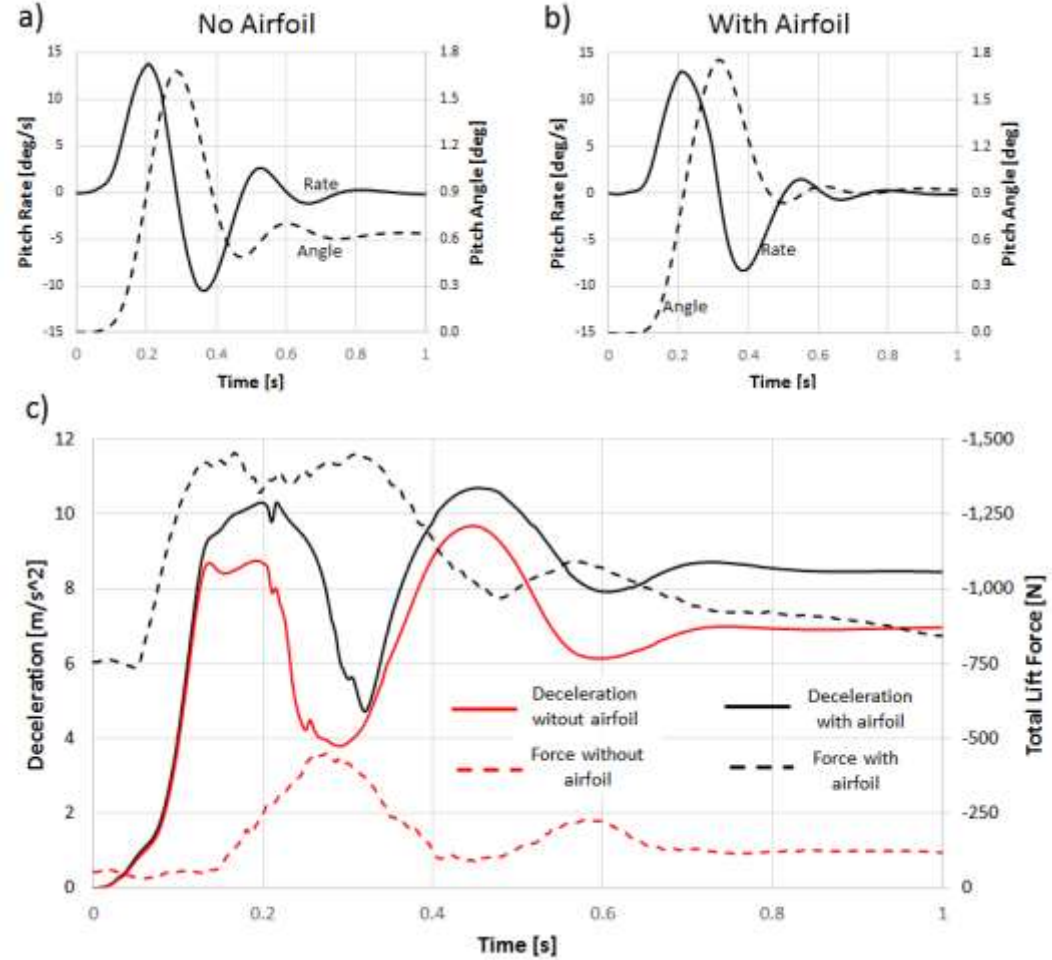 a)
No Airfoil
15
10
5
0
-5
-10
-15
Pitch Rate [deg/s]
1.8
1.5
1.2
0.9
0.6
0.3
0.0
Pitch Angle [deg]
Rate
Angle
0
0.2
0.4
0.6
0.8
1
Time [s]
b)
With Airfoil
15
10
5
0
-5
-10
-15
Pitch Rate [deg/s]
1.8
1.5
1.2
0.9
0.6
0.3
0.0
Pitch Angle [deg]
Rate
Angle
0
0.2
0.4
0.6
0.8
1
Time [s]
c)
12
10
8
6
4
2
0
Deceleration [m/s^2]
-1,500
-1,250
-1,000
-750
-500
-250
0
Total Lift Force [N]
Deceleration
witout airfoil
Deceleration
with airfoil
Force without
airfoil
Force with
airfoil
0
0.2
0.4
0.6
0.8
1
Time [s]